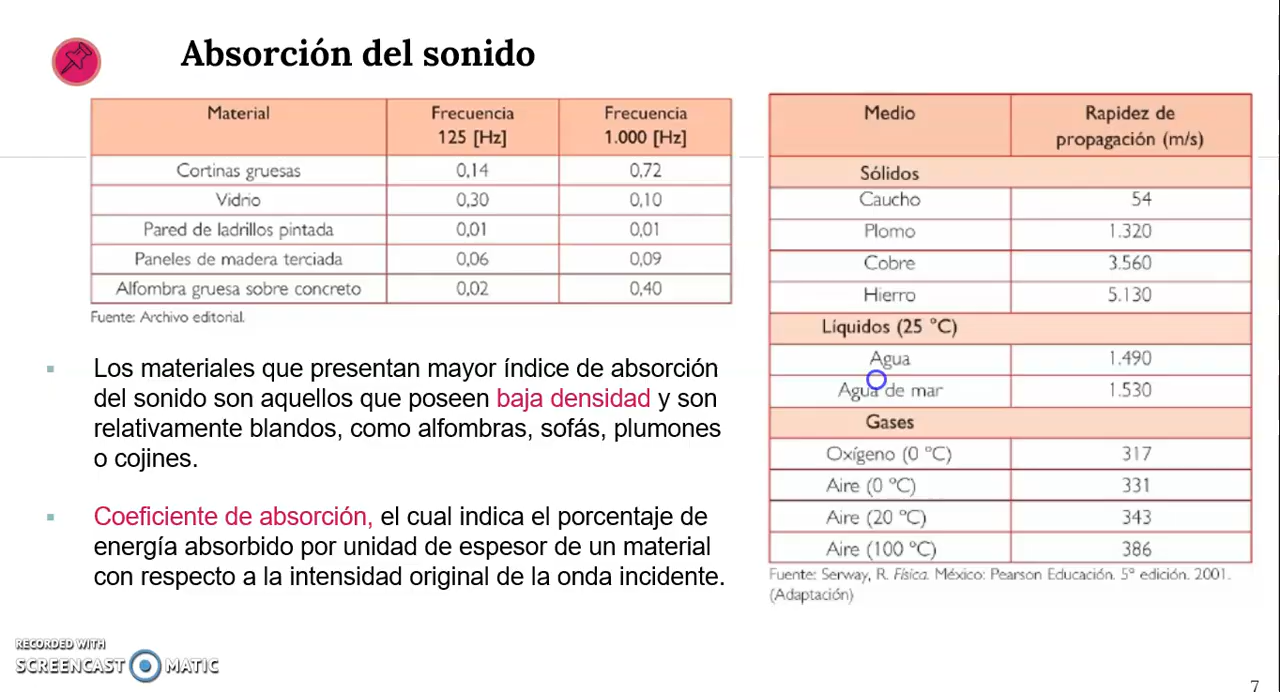 Absorción del sonido
Material Frecuencia 125 [Hz] Frecuencia 1.000 [Hz]
Cortinas gruesas 0,14 0,72
Vidrio 0,30 0,10
Pared de ladrillos pintada 0,01 0,01
Paneles de madera terciada 0,06 0,09
Alfombra gruesa sobre concreto 0,02 0,40
Fuente: Archivo editorial.
Los materiales que presentan mayor índice de absorción
del sonido son aquellos que poseen baja densidad y son
relativamente blandos, como alfombras, sofás, plumones
o cojines.
Coeficiente de absorción, el cual indica el porcentaje de
energía absorbido por unidad de espesor de un material
con respecto a la intensidad original de la onda incidente.
Medio Rapidez de propagación (m/s)
Sólidos
Caucho 54
Plomo 1.320
Cobre 3.560
Hierro 5.130
Líquidos (25 °C)
Agua 1.490
Agua de mar 1.530
Gases
Oxígeno (0 °C) 317
Aire (0 °C) 331
Aire (20 °C) 343
Aire (100 °C) 386
Fuente: Serway, R. Física. México: Pearson Educación. 5° edición. 2001.
(Adaptación)
RECORDED WITH
SCREENCAST MATIC
7